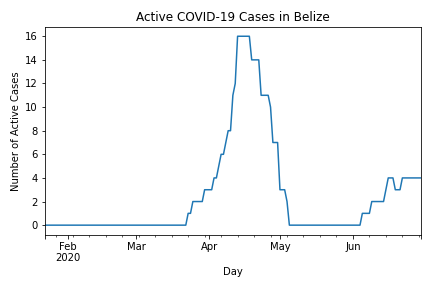 Active COVID-19 Cases in Belize
Number of Active Cases
16
14
12
10
8
6
4
2
0
Feb
2020
Mar
Apr
May
Jun
Day